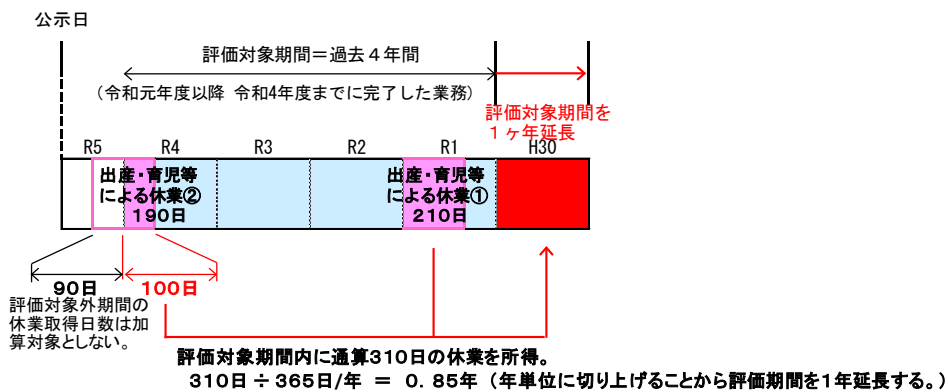 公示日
評価対象期間＝過去４年間
（令和元年度以降 令和4年度までに完了した業務）
評価対象期間を
１ヶ年延長
R5 R4 R3 R2 R1 H30
出産・育児等
による休業②
190日
出産・育児等
による休業①
210日
90日
100日
評価対象外期間の
休業取得日数は加
算対象としない。
評価対象期間内に通算310日の休業を所得。
310日÷365日/年 ＝ 0.85年（年単位に切り上げることから評価期間を1年延長する。）